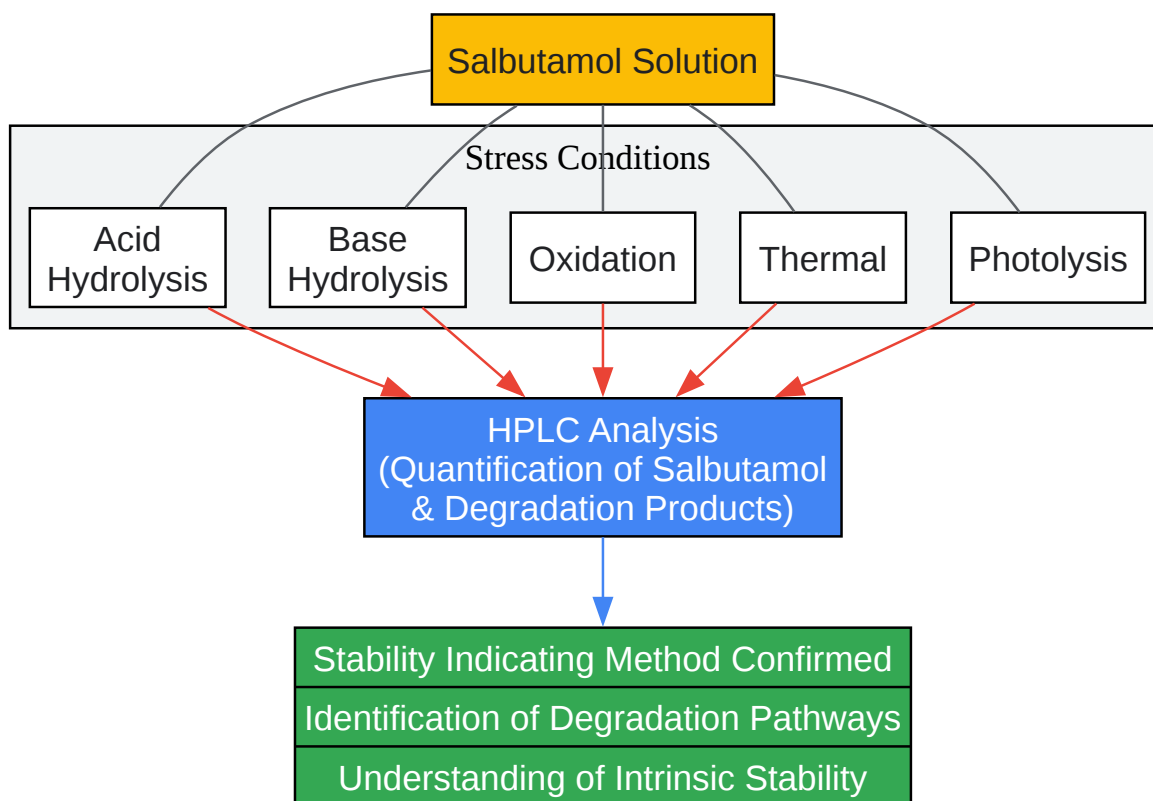 Salbutamol Solution
Stress Conditions
Acid
Hydrolysis
Base
Hydrolysis
Oxidation
Thermal
Photolysis
HPLC Analysis
(Quantification of Salbutamol
& Degradation Products)
Stability Indicating Method Confirmed
Identification of Degradation Pathways
Understanding of Intrinsic Stability